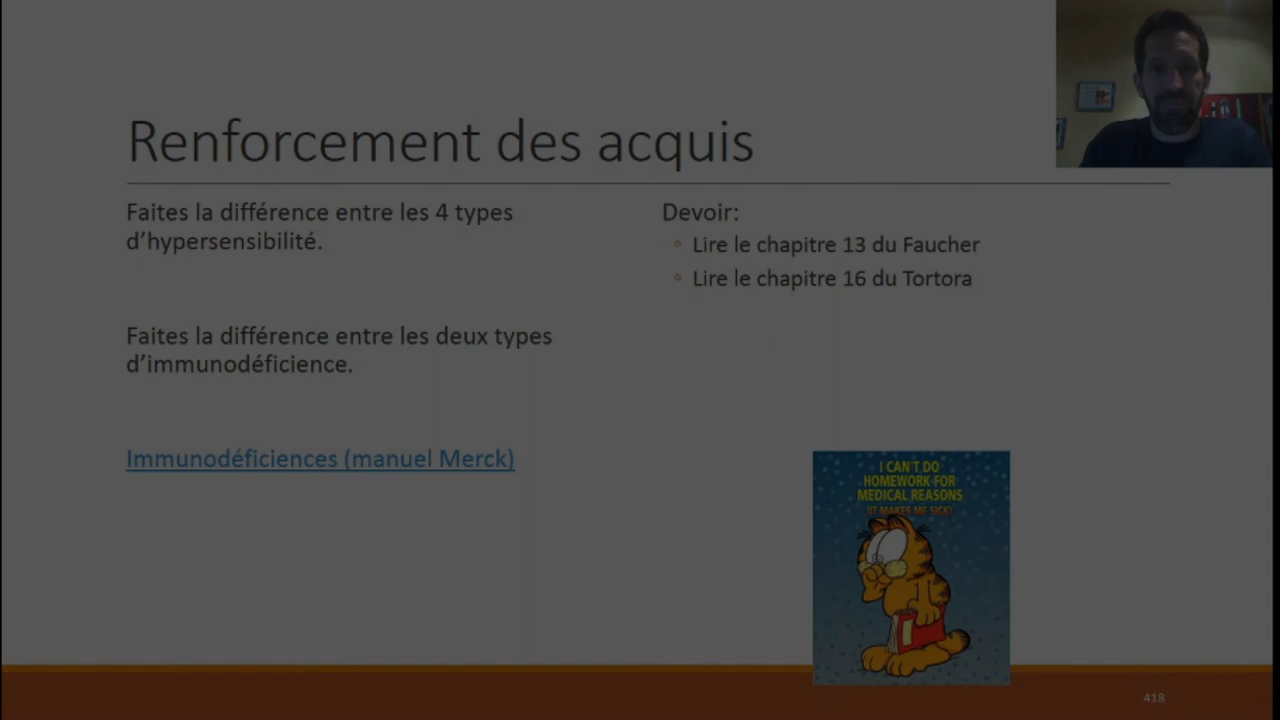 Renforcement des acquis
Faites la différence entre les 4 types
d'hypersensibilité.
Faites la différence entre les deux types
d'immunodéficience.
Immunodéficiences (manuel Merck)
Devoir:
Lire le chapitre 13 du Faucher
Lire le chapitre 16 du Tortora
I CAN'T DO
HOMEWORK FOR
MEDICAL REASONS
(IT MAKES ME SICK)
418